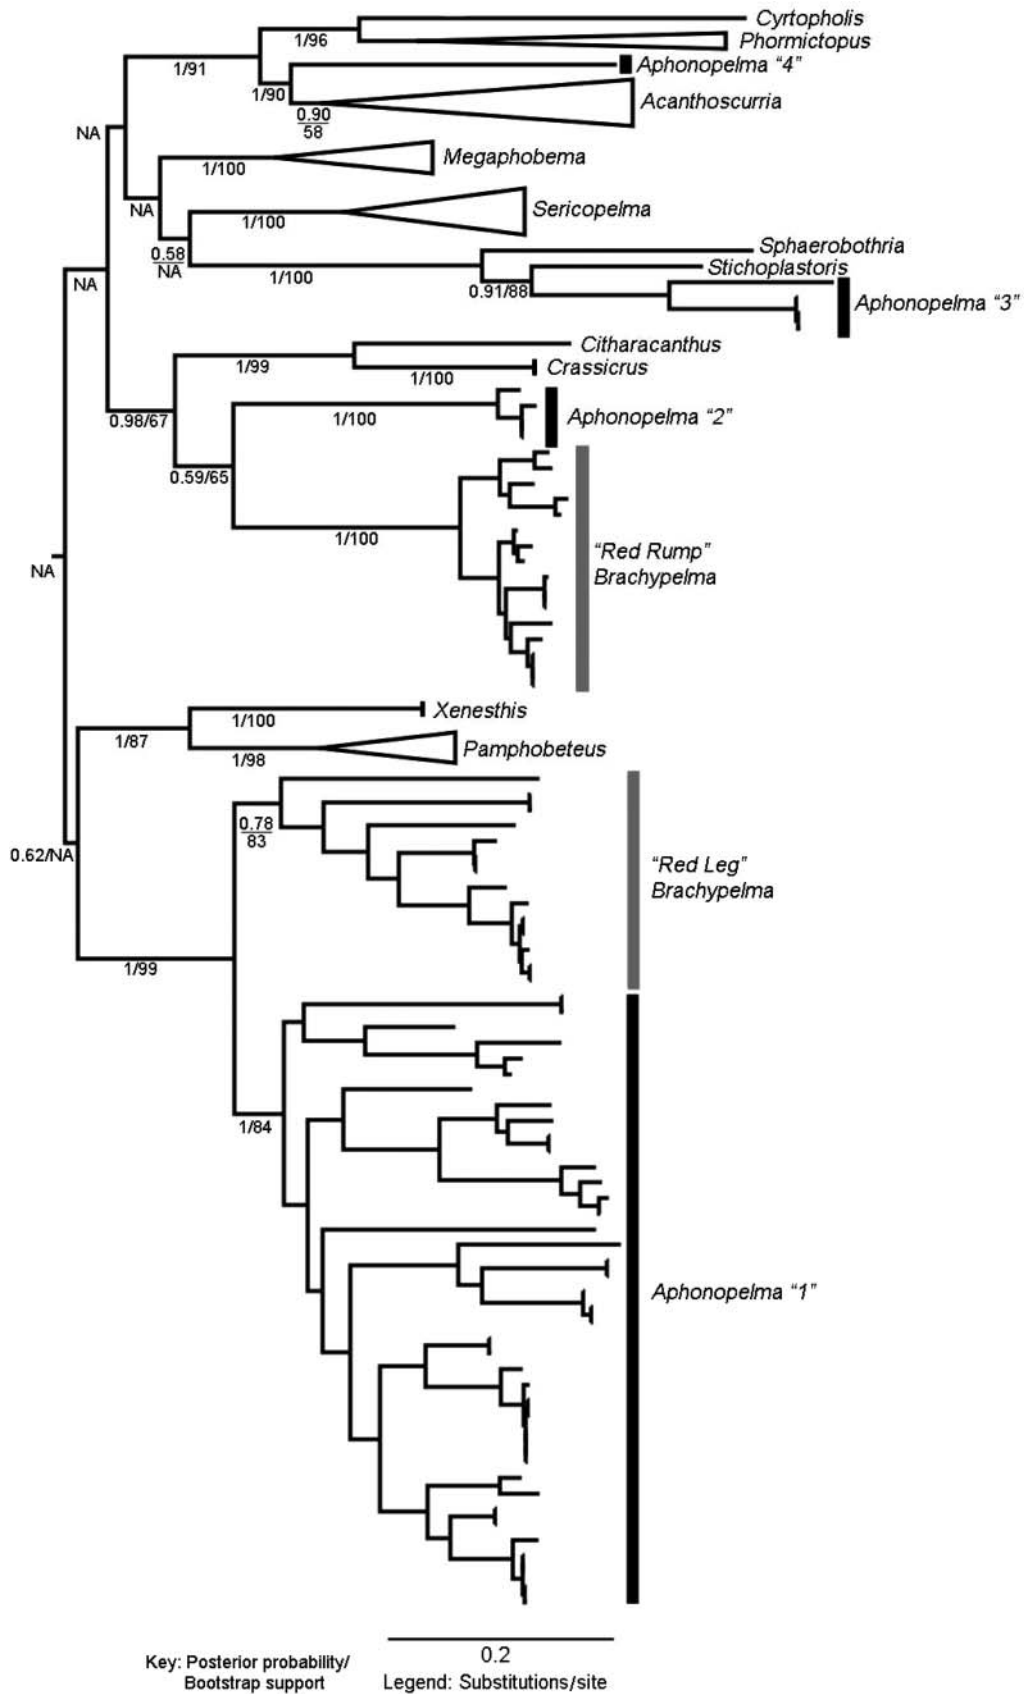 Cyrtopholis
1/96
Phormictopus
1/91
Aphonopelma “4”
1/90
Acanthoscurria
0.90
58
NA
Megaphobema
1/100
NA
Sericopelma
1/100
Sphaerobothria
0.58
NA
Stichoplastoris
1/100
NA
0.91/88
Aphonopelma “3”
Citharacanthus
1/99
Crassicrus
1/100
0.98/67
1/100
Aphonopelma “2”
0.59/65
1/100
“Red Rump”
Brachypelma
NA
Xenesthis
1/100
1/87
Pamphobeteus
1/98
0.78
83
0.62/NA
“Red Leg”
Brachypelma
1/99
1/84
Aphonopelma “1”
0.2
Key: Posterior probability/
Bootstrap support
Legend: Substitutions/site